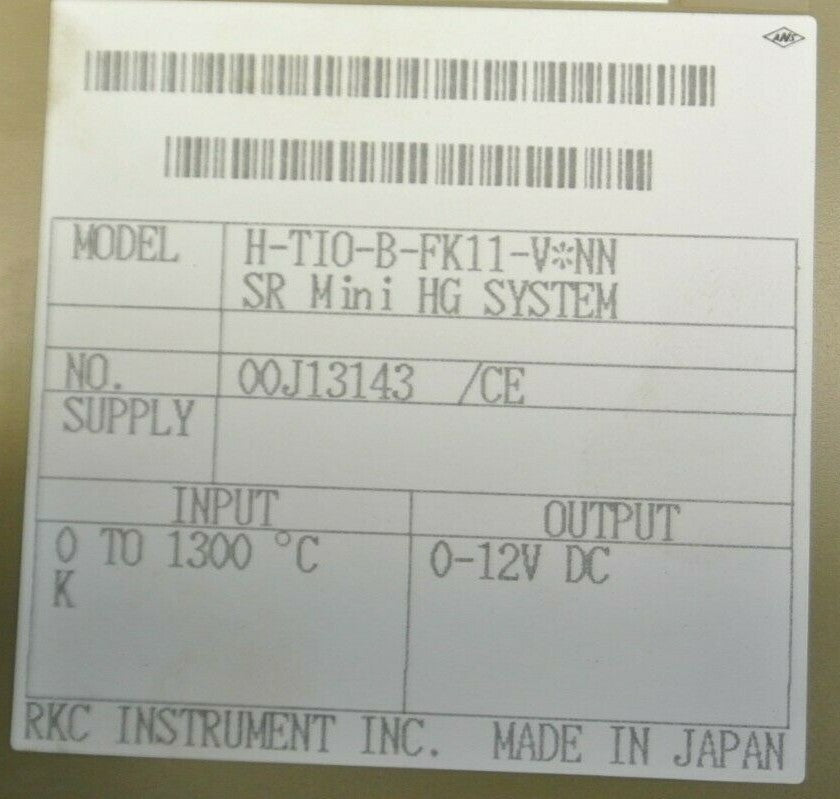 ANS
MODEL H-TIO-B-FK11-V*NN
SR Mini HG SYSTEM
NO. 00J13143 /CE
SUPPLY
INPUT OUTPUT
0 TO 1300 °C 0-12V DC
K
RKC INSTRUMENT INC. MADE IN JAPAN